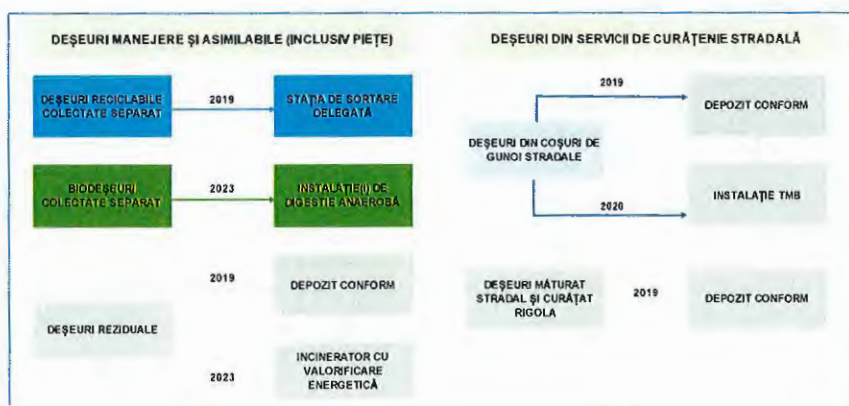 DEȘEURI MANEJERE ȘI ASIMILABILE (INCLUSIV PIEȚE)
DEȘEURI RECICLABILE
COLECTATE SEPARAT
2019
STAȚIA DE SORTARE
DELEGATĂ
BIODEȘEURI
COLECTATE SEPARAT
2023
INSTALAȚIE(I) DE
DIGESTIE ANAEROBĂ
DEȘEURI REZIDUALE
2019
DEPOZIT CONFORM
2023
INCINERATOR CU
VALORIFICARE
ENERGETICĂ
DEȘEURI DIN SERVICII DE CURĂȚENIE STRADALĂ
DEȘEURI DIN COȘURI DE
GUNOI STRADALE
2019
DEPOZIT CONFORM
2020
INSTALAȚIE TMB
DEȘEURI MĂTURAT
STRADAL ȘI CURĂȚAT
RIGOLA
2019
DEPOZIT CONFORM